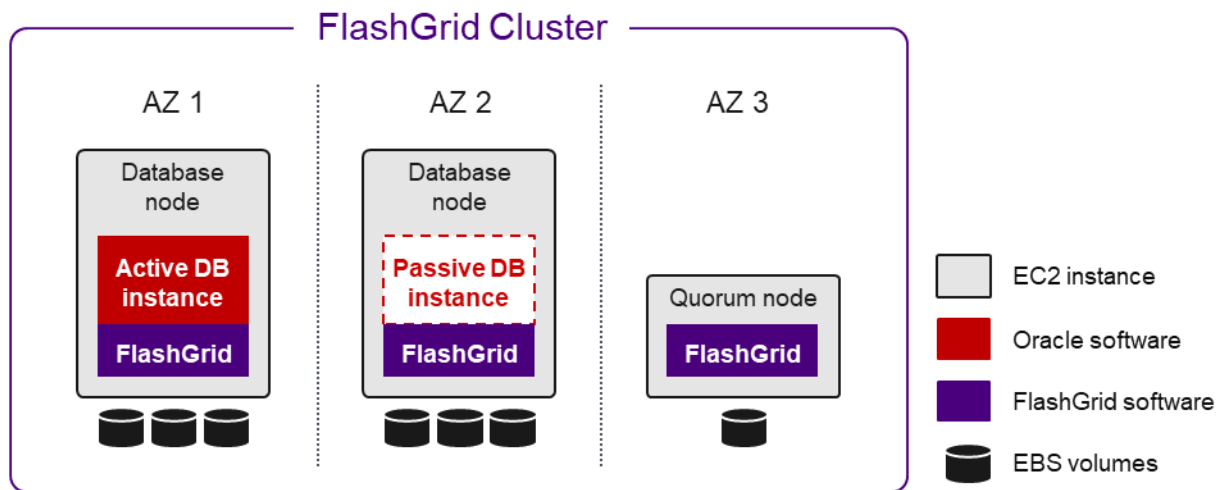 FlashGrid Cluster
AZ 1
AZ 2
AZ 3
Database
node
Active DB
instance
FlashGrid
Database
node
Passive DB
instance
FlashGrid
Quorum node
FlashGrid
EC2 instance
Oracle software
FlashGrid software
EBS volumes